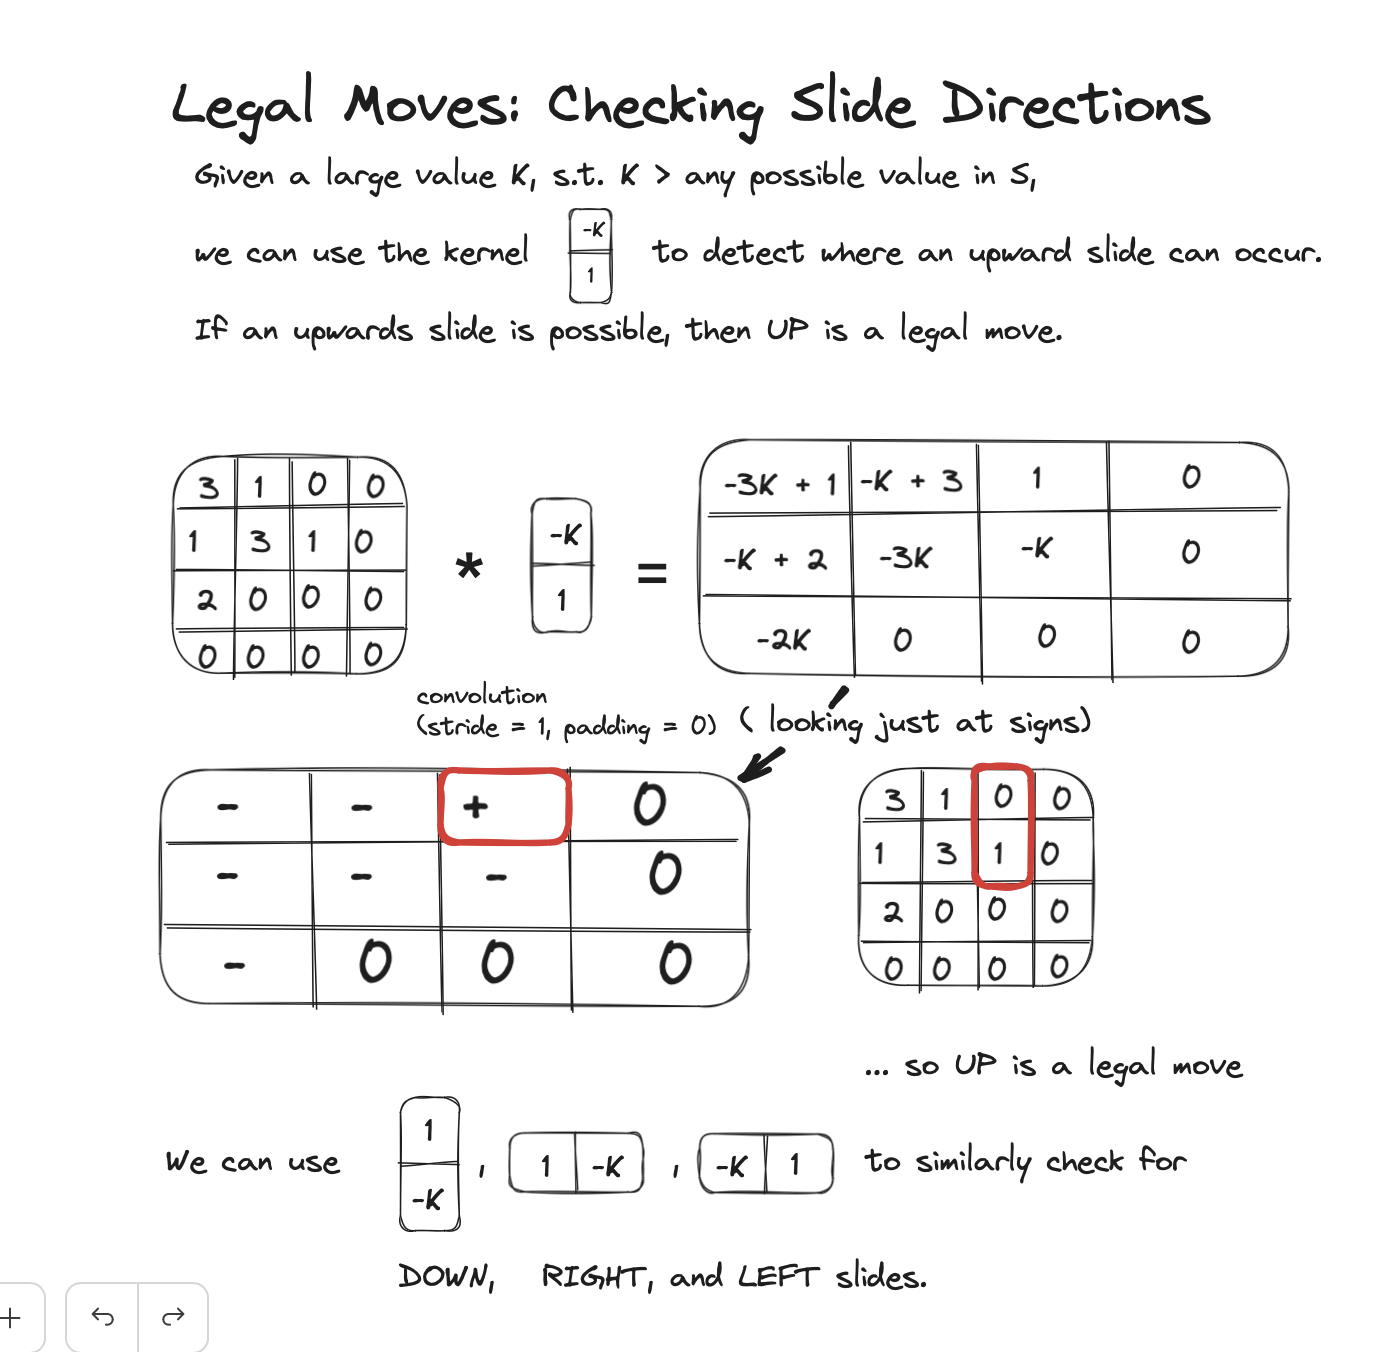 Legal Moves: Checking Slide Directions
Given a large value K, s.t. K > any possible value in S,
we can use the kernel -K 1 to detect where an upward slide can occur.
If an upwards slide is possible, then UP is a legal move.
3 1 0 0
1 3 1 0
2 0 0 0
0 0 0 0
*
-K
1
=
-3K + 1 -K + 3 1 0
-K + 2 -3K -K 0
-2K 0 0 0
convolution
(stride = 1, padding = 0)
( looking just at signs)
- - + 0
- - - 0
- 0 0 0
3 1 0 0
1 3 1 0
2 0 0 0
0 0 0 0
... so UP is a legal move
We can use 1 -K , 1 -K , -K 1 to similarly check for
DOWN, RIGHT, and LEFT slides.